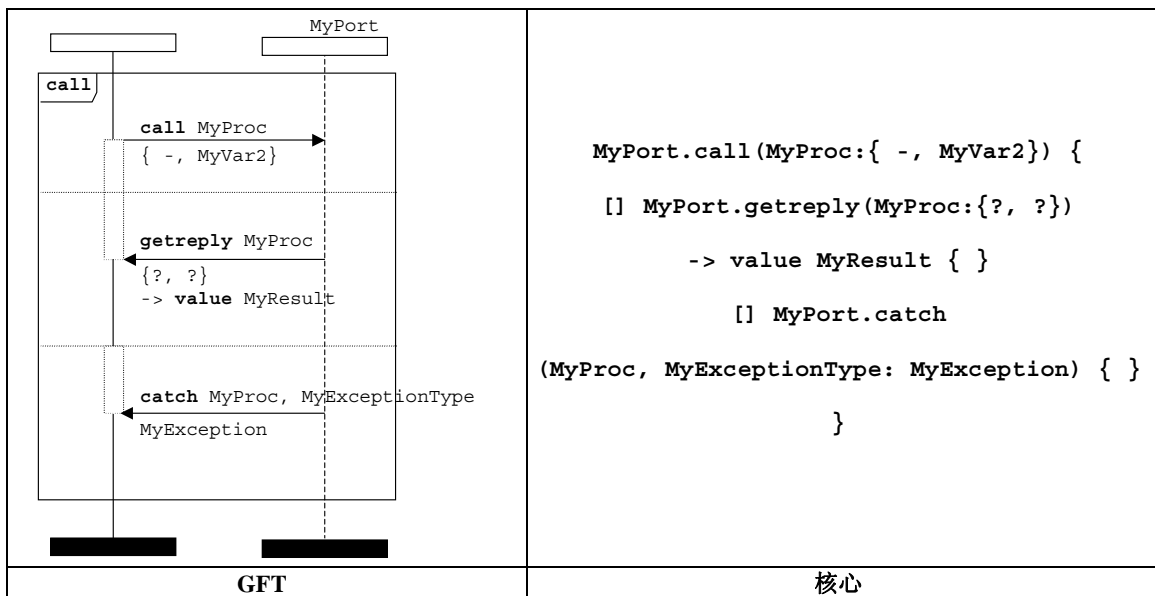 MyPort
call
call MyProc
{ -, MyVar2}
getreply MyProc
{?, ?}
-> value MyResult
catch MyProc, MyExceptionType
MyException
MyPort.call(MyProc:{ -, MyVar2}) {
[] MyPort.getreply(MyProc:{?, ?})
-> value MyResult { }
[] MyPort.catch
(MyProc, MyExceptionType: MyException) { }
}
GFT
核心